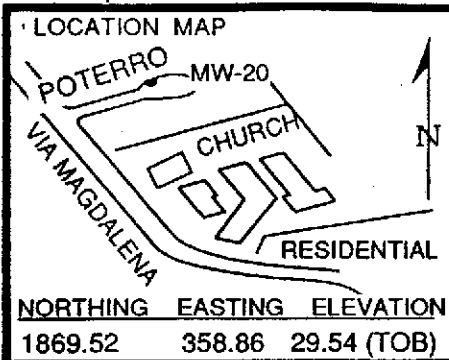 LOCATION MAP
POTERRO
MW-20
CHURCH
N
VIA MAGDALENA
RESIDENTIAL
NORTHING EASTING ELEVATION
1869.52 358.86 29.54 (TOB)